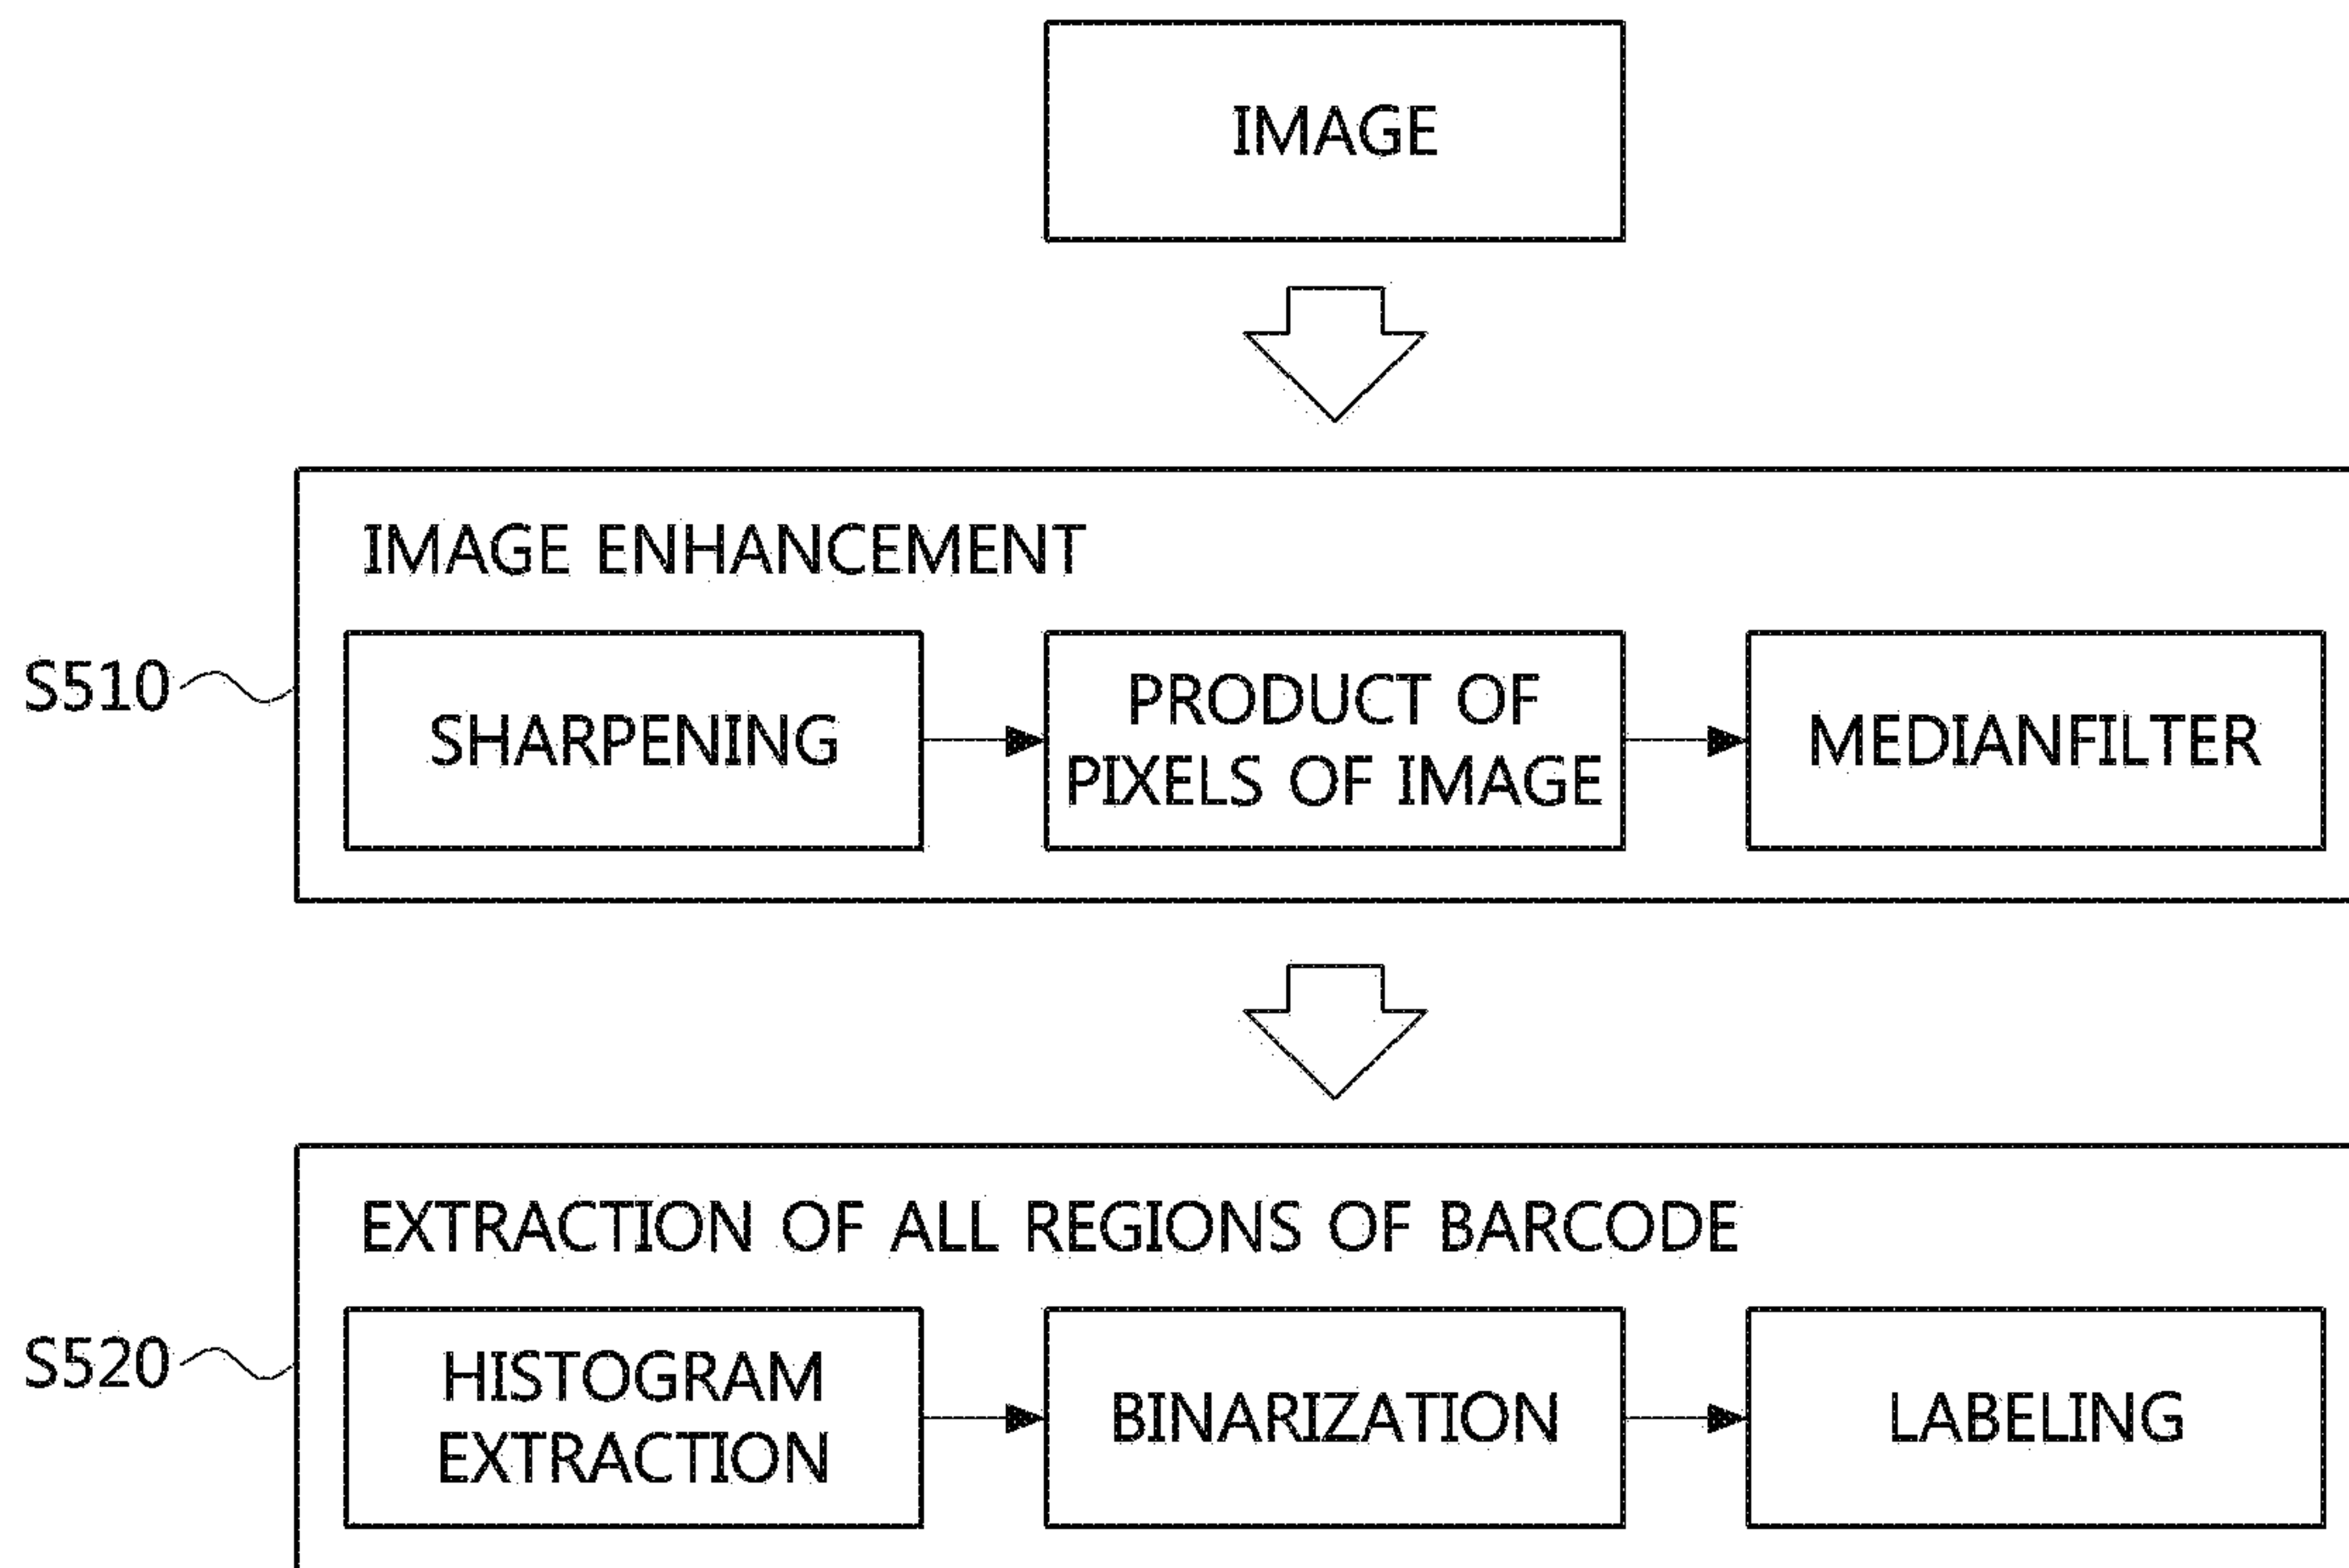 IMAGE
IMAGE ENHANCEMENT
S510
SHARPENING
PRODUCT OF
PIXELS OF IMAGE
MEDIANFILTER
EXTRACTION OF ALL REGIONS OF BARCODE
S520
HISTOGRAM
EXTRACTION
BINARIZATION
LABELING